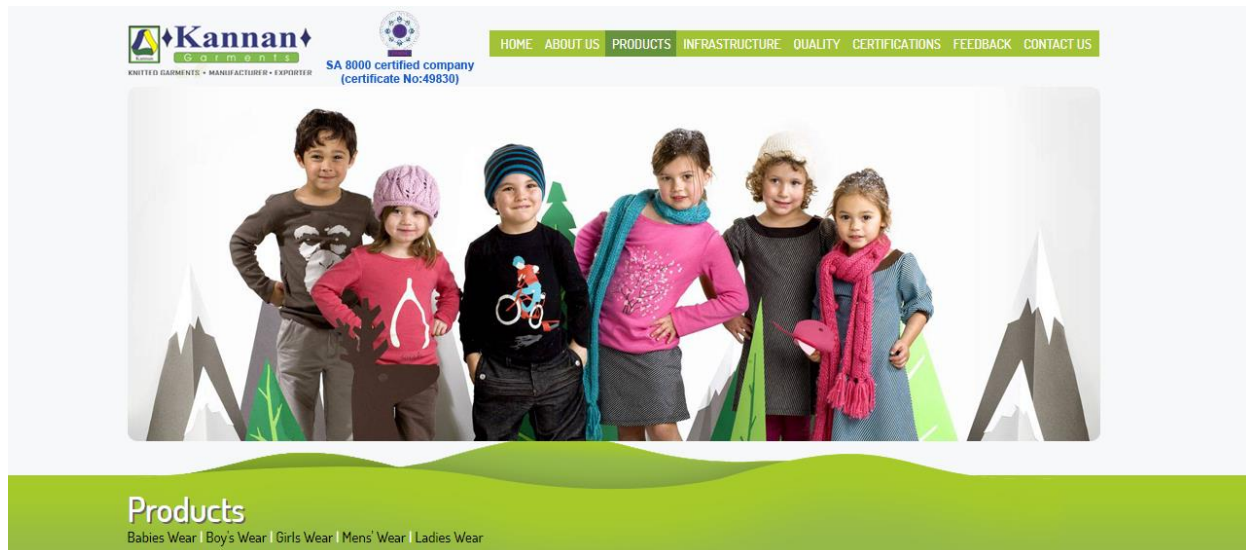 Kannan
Garments
KNITTED GARMENTS • MANUFACTURER • EXPORTER
SA 8000 certified company
(certificate No:49830)
HOME ABOUT US PRODUCTS INFRASTRUCTURE QUALITY CERTIFICATIONS FEEDBACK CONTACT US
Products
Babies Wear | Boy's Wear | Girls Wear | Mens' Wear | Ladies Wear